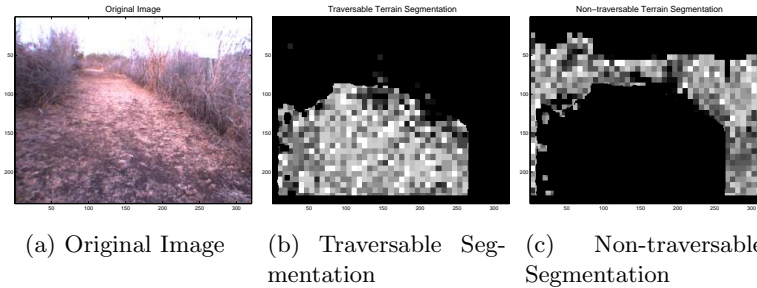 Original Image
Traversable Terrain Segmentation
Non-traversable Terrain Segmentation
50
100
150
200
50 100 150 200 250 300
50
100
150
200
50 100 150 200 250 300
50
100
150
200
50 100 150 200 250 300
(a) Original Image
(b) Traversable Seg-
mentation
(c) Non-traversable
Segmentation